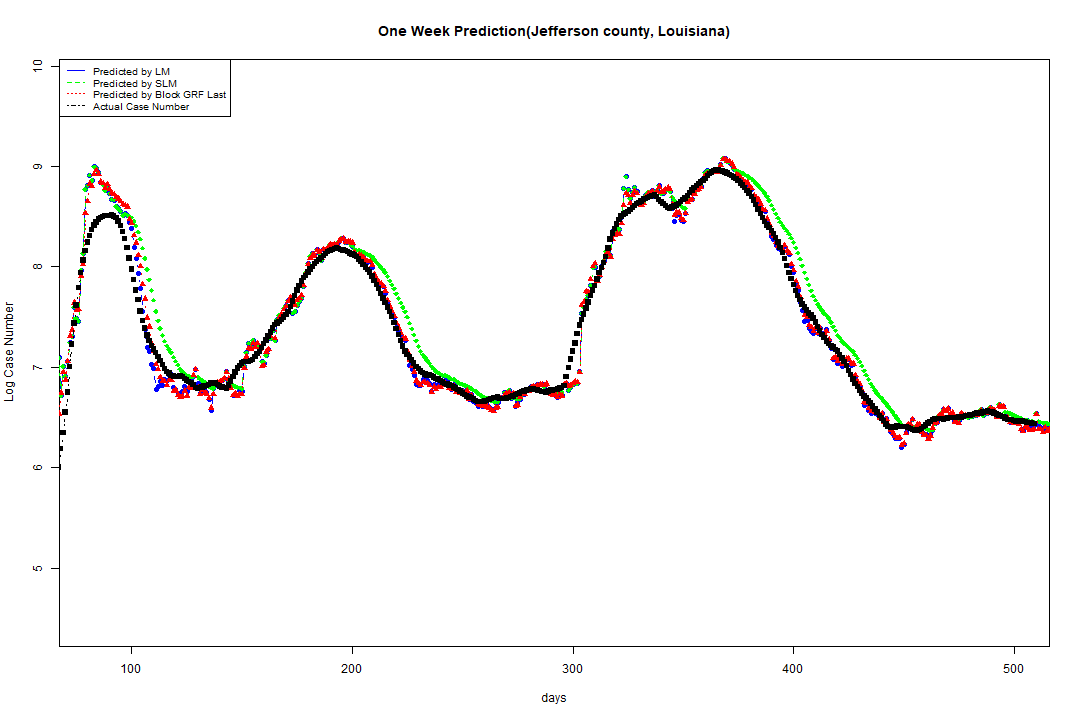 One Week Prediction(Jefferson county, Louisiana)
Predicted by LM
Predicted by SLM
Predicted by Block GRF Last
Actual Case Number
10
9
8
7
6
5
Log Case Number
100 200 300 400 500
days